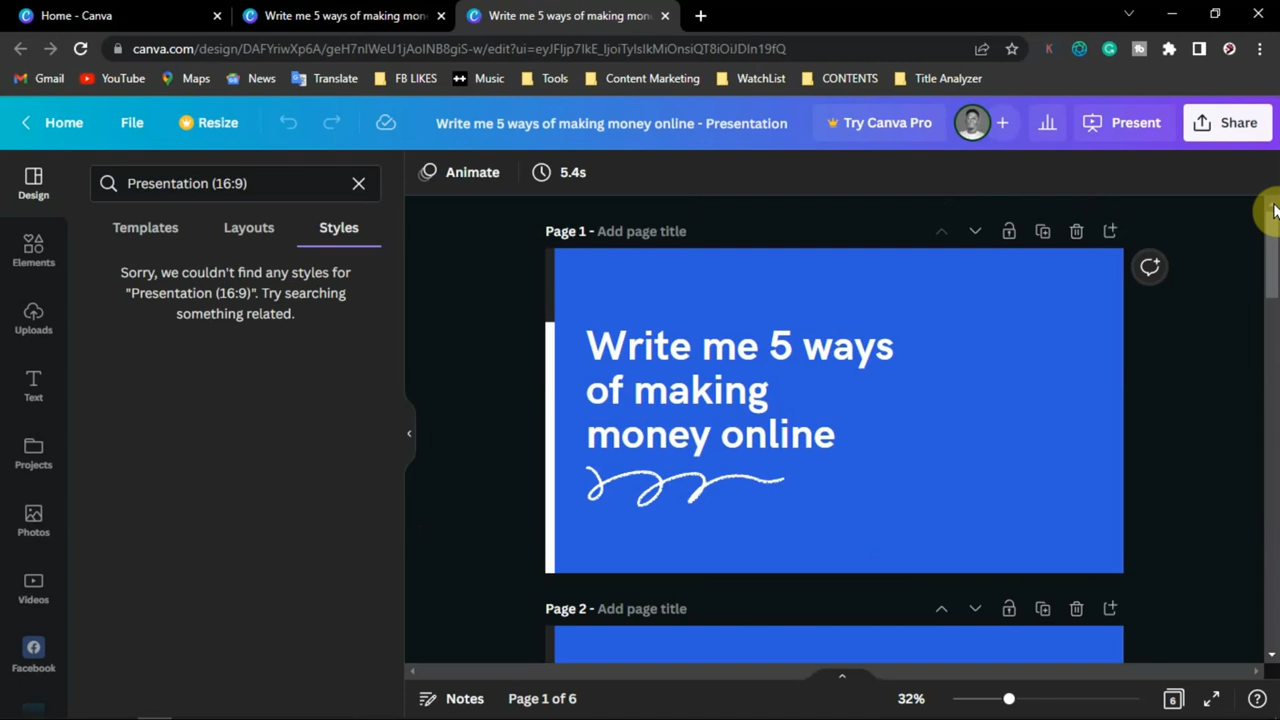 Home - Canva
Write me 5 ways of making mon
Write me 5 ways of making mone
canva.com/design/DAFYriwXp6A/geH7nIWeU1jAoINB8giS-w/edit?ui=eyJFIjp7IkE_IjoiTyIsIkMiOnsiQT8iOiJDIn19fQ
Gmail
YouTube
Maps
News
Translate
FB LIKES
Music
Tools
Content Marketing
WatchList
CONTENTS
Title Analyzer
Home
File
Resize
Write me 5 ways of making money online - Presentation
Try Canva Pro
Present
Share
Design
Elements
Uploads
Text
Projects
Photos
Videos
Facebook
Presentation (16:9)
Templates
Layouts
Styles
Sorry, we couldn't find any styles for
"Presentation (16:9)". Try searching
something related.
Animate
5.4s
Page 1 - Add page title
Write me 5 ways
of making
money online
Page 2 - Add page title
Notes
Page 1 of 6
32%
6